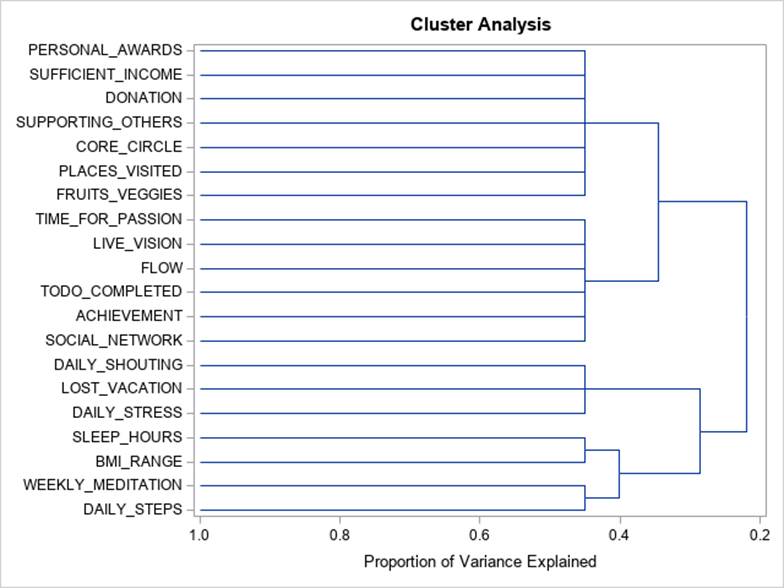 Cluster Analysis
PERSONAL_AWARDS
SUFFICIENT_INCOME
DONATION
SUPPORTING_OTHERS
CORE_CIRCLE
PLACES_VISITED
FRUITS_VEGGIES
TIME_FOR_PASSION
LIVE_VISION
FLOW
TODO_COMPLETED
ACHIEVEMENT
SOCIAL_NETWORK
DAILY_SHOUTING
LOST_VACATION
DAILY_STRESS
SLEEP_HOURS
BMI_RANGE
WEEKLY_MEDITATION
DAILY_STEPS
1.0 0.8 0.6 0.4 0.2
Proportion of Variance Explained